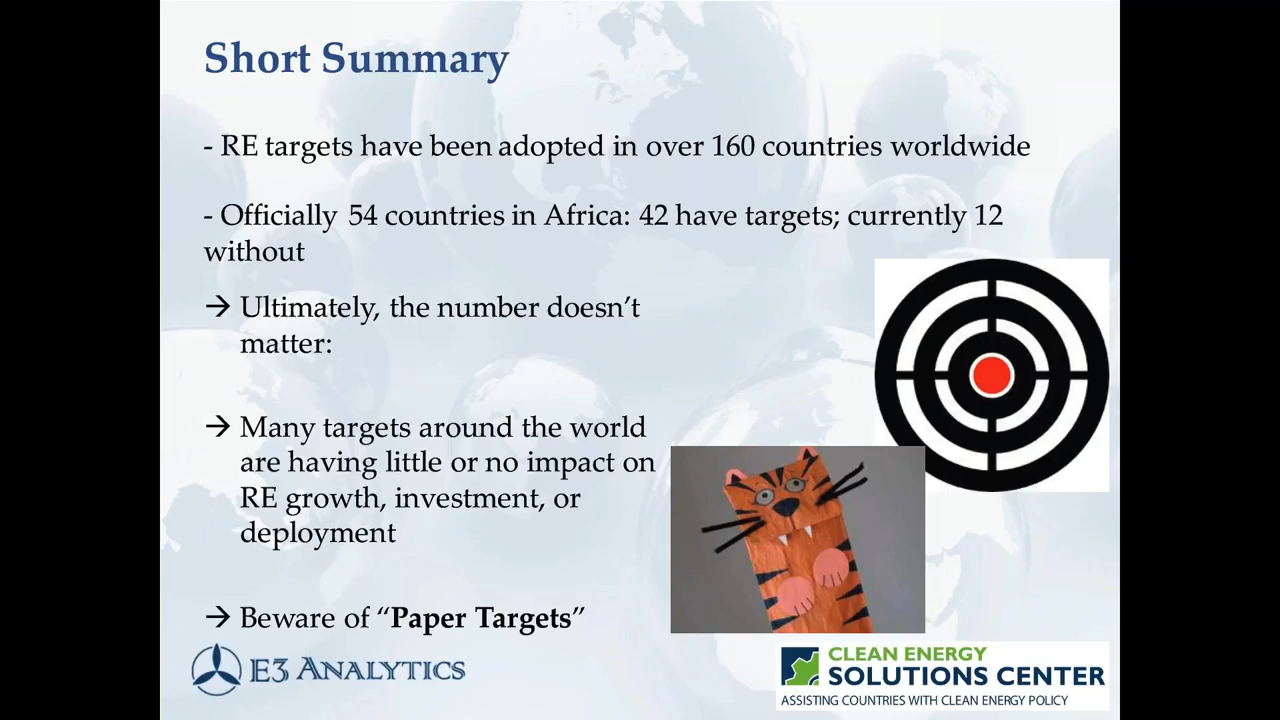 Short Summary
- RE targets have been adopted in over 160 countries worldwide
- Officially 54 countries in Africa: 42 have targets; currently 12
without
→ Ultimately, the number doesn’t
matter:
→ Many targets around the world
are having little or no impact on
RE growth, investment, or
deployment
→ Beware of “Paper Targets”
E3 ANALYTICS
CLEAN ENERGY
SOLUTIONS CENTER
ASSISTING COUNTRIES WITH CLEAN ENERGY POLICY